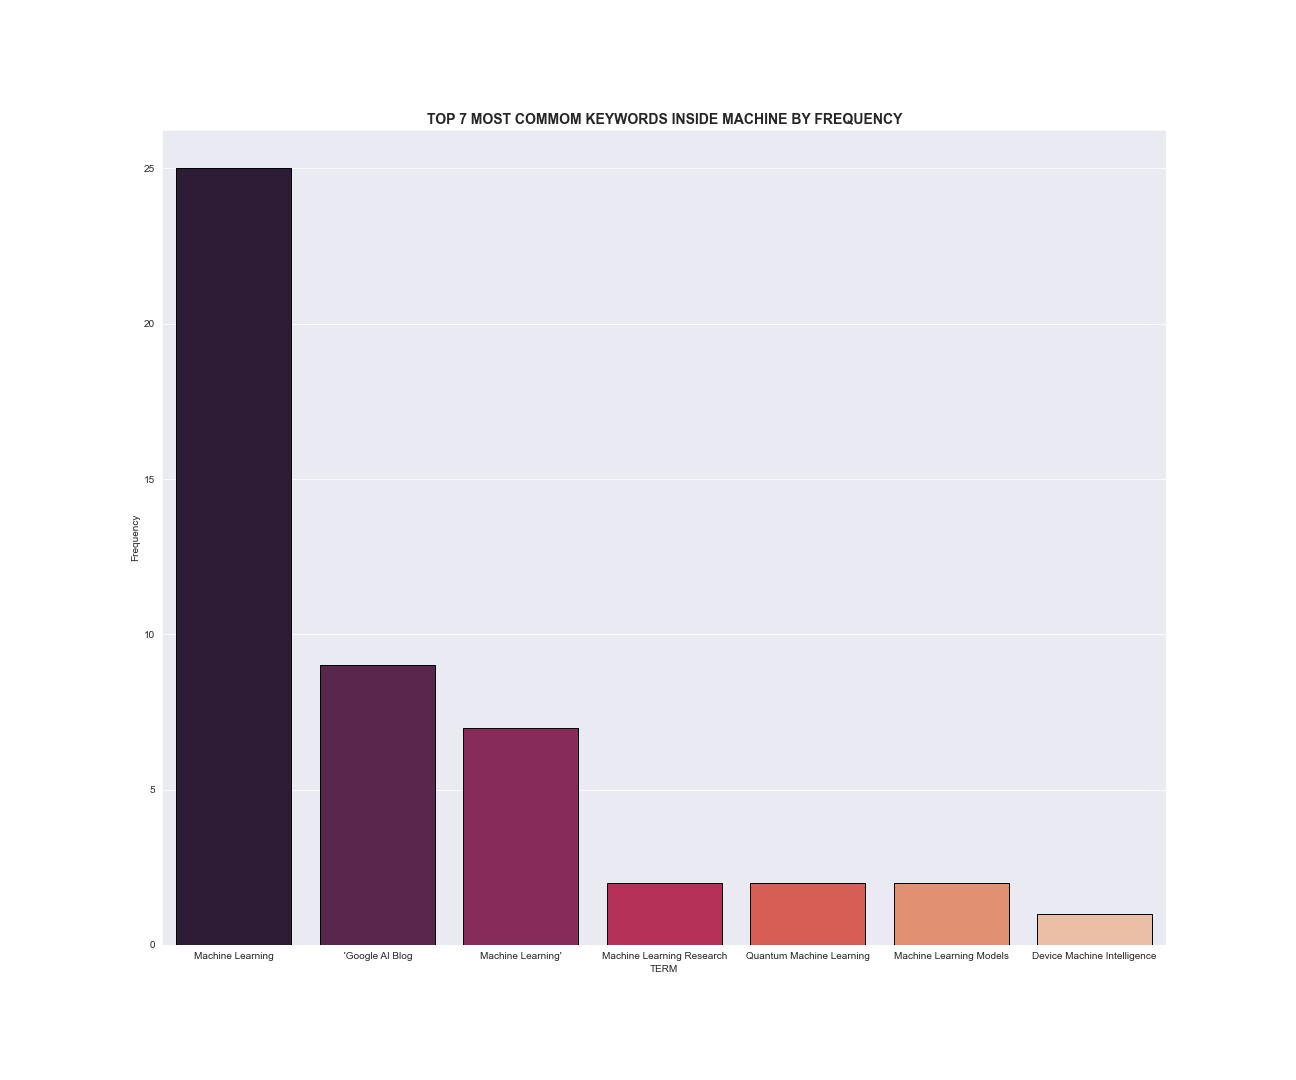 TOP 7 MOST COMMOM KEYWORDS INSIDE MACHINE BY FREQUENCY
25
20
15
10
5
0
Frequency
Machine Learning
'Google AI Blog
Machine Learning'
Machine Learning Research
Quantum Machine Learning
Machine Learning Models
Device Machine Intelligence
TERM